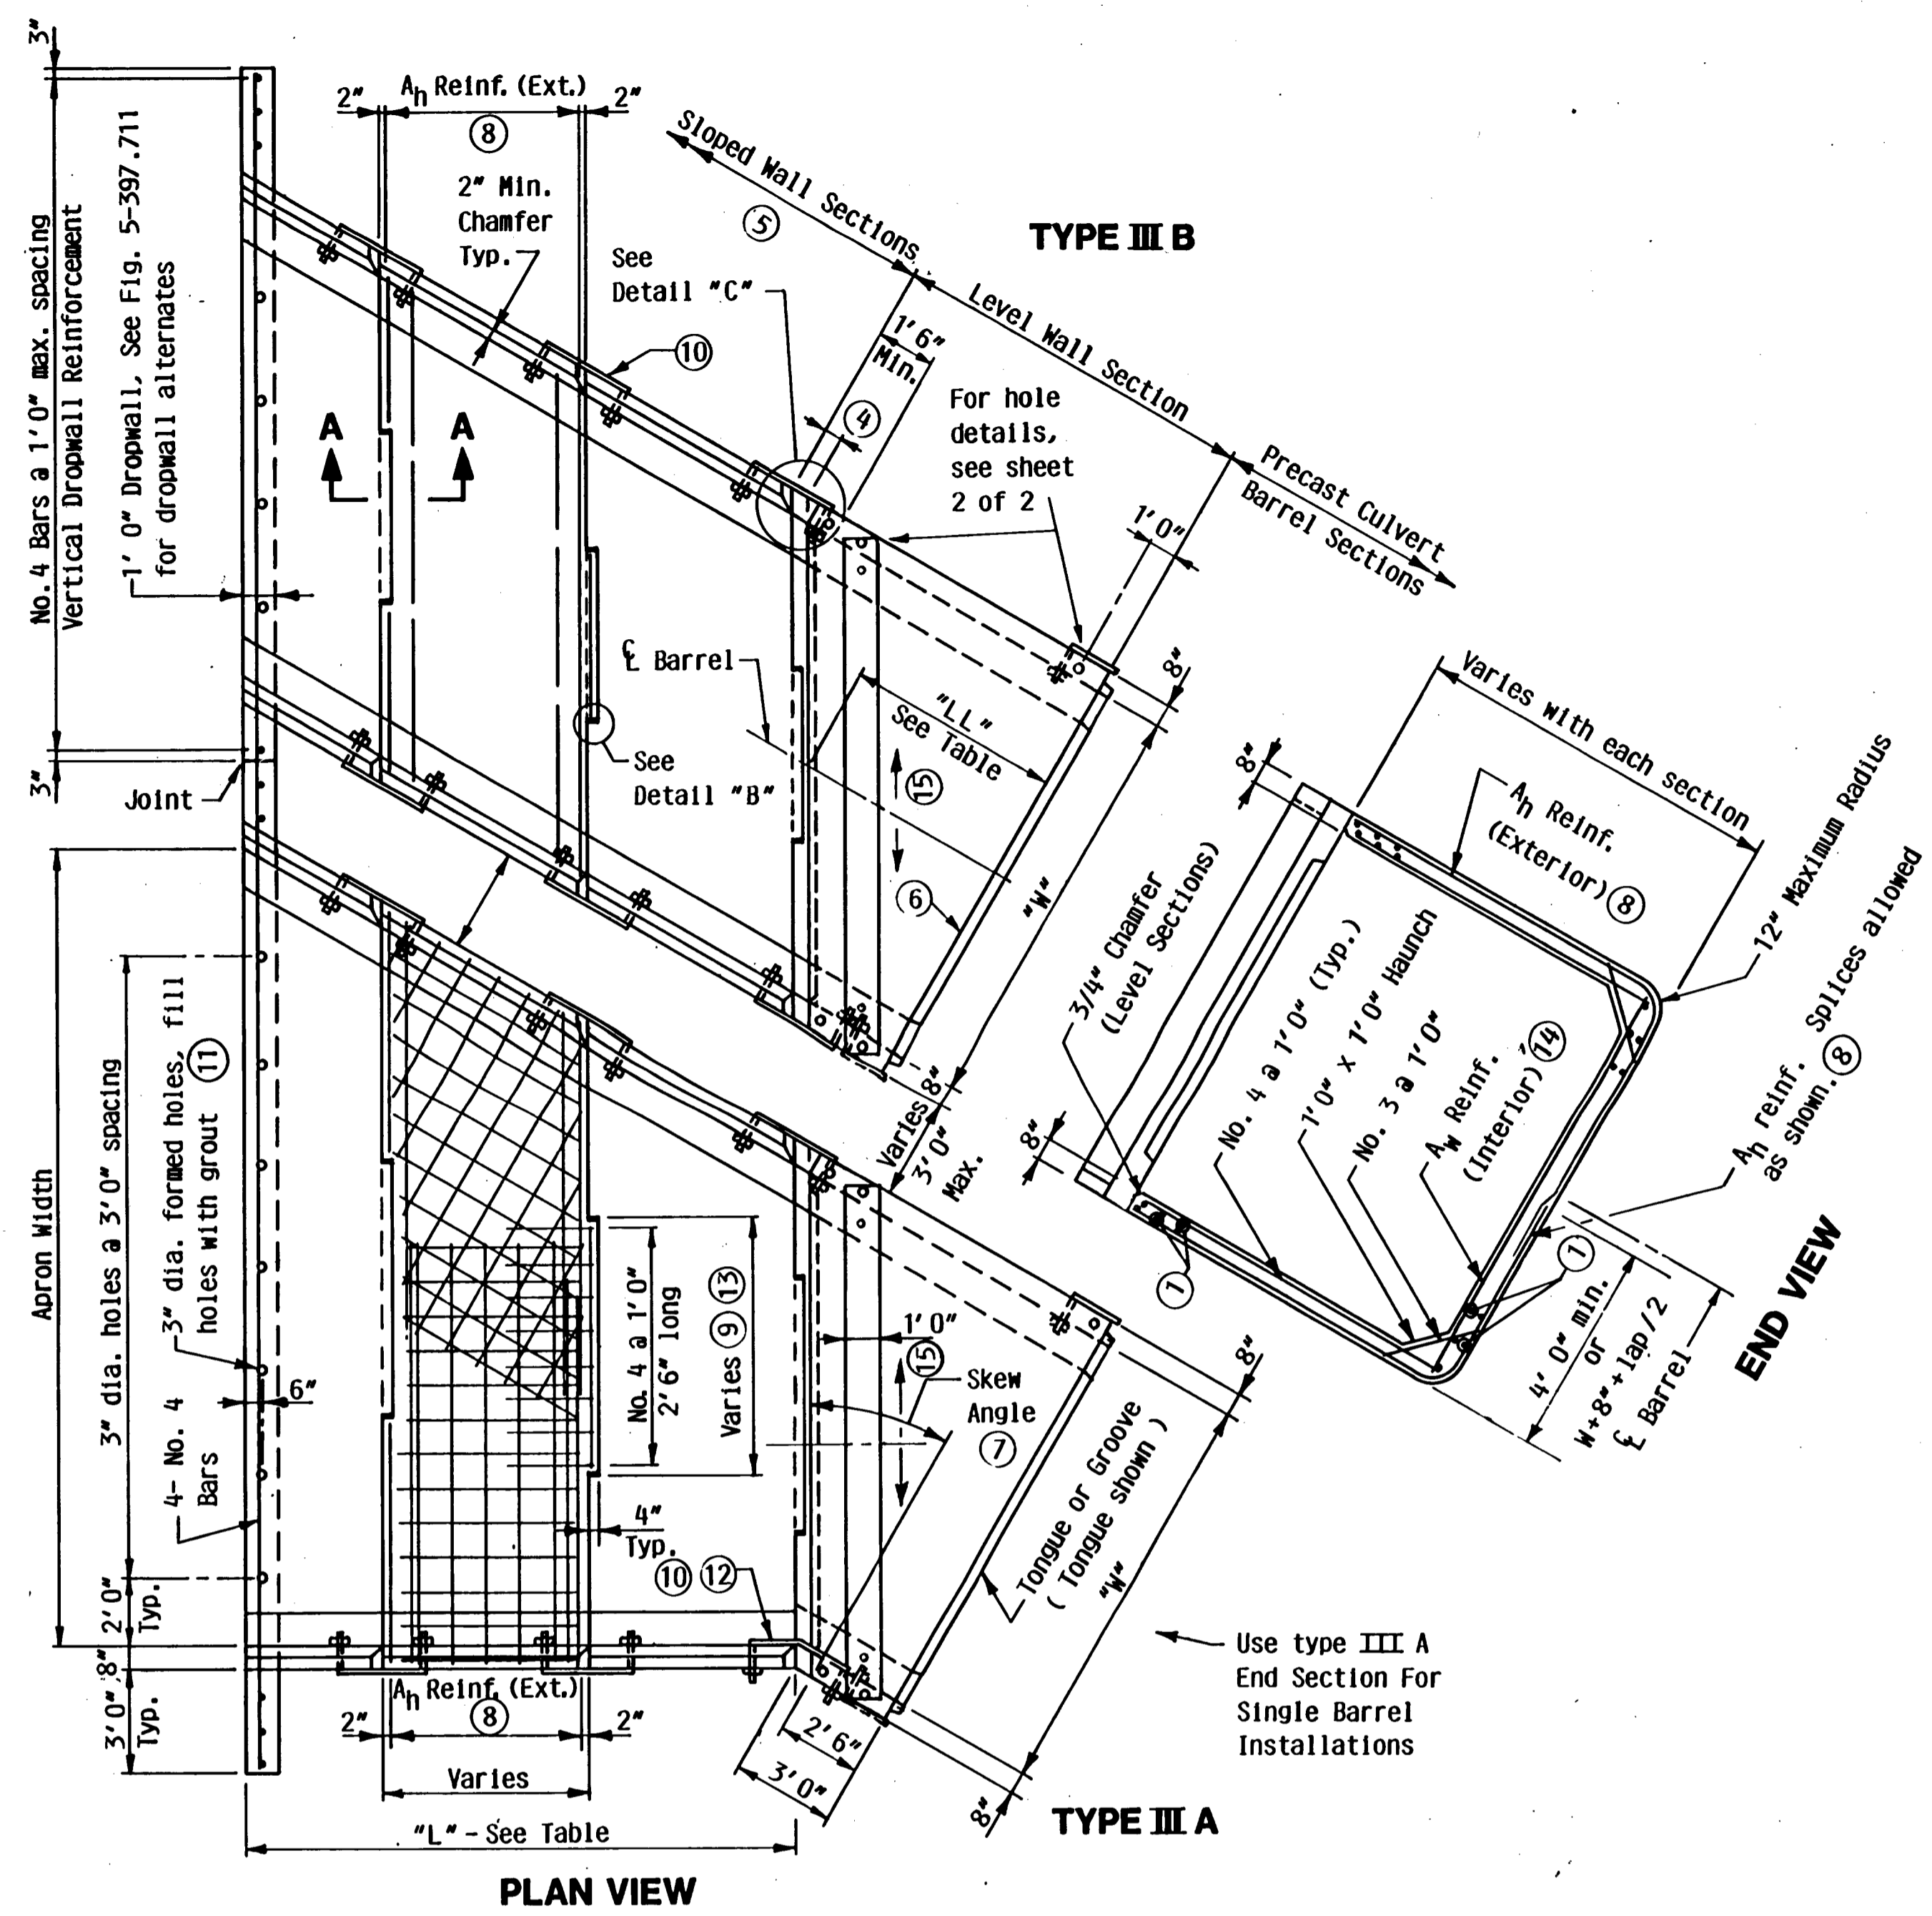 3"
2"
Ah Reinf. (Ext.)
2"
8
2" Min.
Chamfer
Typ.
See
Detail "C"
10
Sloped Wall Sections
5
TYPE III B
Level Wall Section
1'6"
Min.
4
For hole
details,
see sheet
2 of 2
Precast Culvert
Barrel Sections
1'0"
8"
No. 4 Bars a 1'0" max. spacing
Vertical Dropwall Reinforcement
1' 0" Dropwall, See Fig. 5-397.711
for dropwall alternates
A
A
℄ Barrel
"LL"
See Table
15
See
Detail "B"
6
"W"
3"
Joint
8"
Varies
3'0"
Max.
Varies with each section
8"
Ah Reinf.
(Exterior) 8
12" Maximum Radius
3/4" Chamfer
(Level Sections)
No. 4 a 1'0" (Typ.)
1'0" x 1'0" Haunch
No. 3 a 1'0"
Aw Reinf.
(Interior) 14
Ah reinf. Splices allowed
as shown. 8
8"
1
1
4' 0" min.
or
W+8"+lap/2
℄ Barrel
END VIEW
Apron Width
3" dia. holes a 3'0" spacing
3" dia. formed holes, fill
holes with grout 11
4- No. 4
Bars
6"
No. 4 a 1'0"
2'6" long
Varies 9 13
1' 0"
15
Skew
Angle
7
4"
Typ.
10 12
Tongue or Groove
( Tongue shown )
8"
"W"
2'0"
Typ.
8"
3'0"
Typ.
Ah Reinf. (Ext.)
2"
8
2"
Varies
2'6"
3'0"
8"
Use type III A
End Section For
Single Barrel
Installations
"L" - See Table
TYPE III A
PLAN VIEW